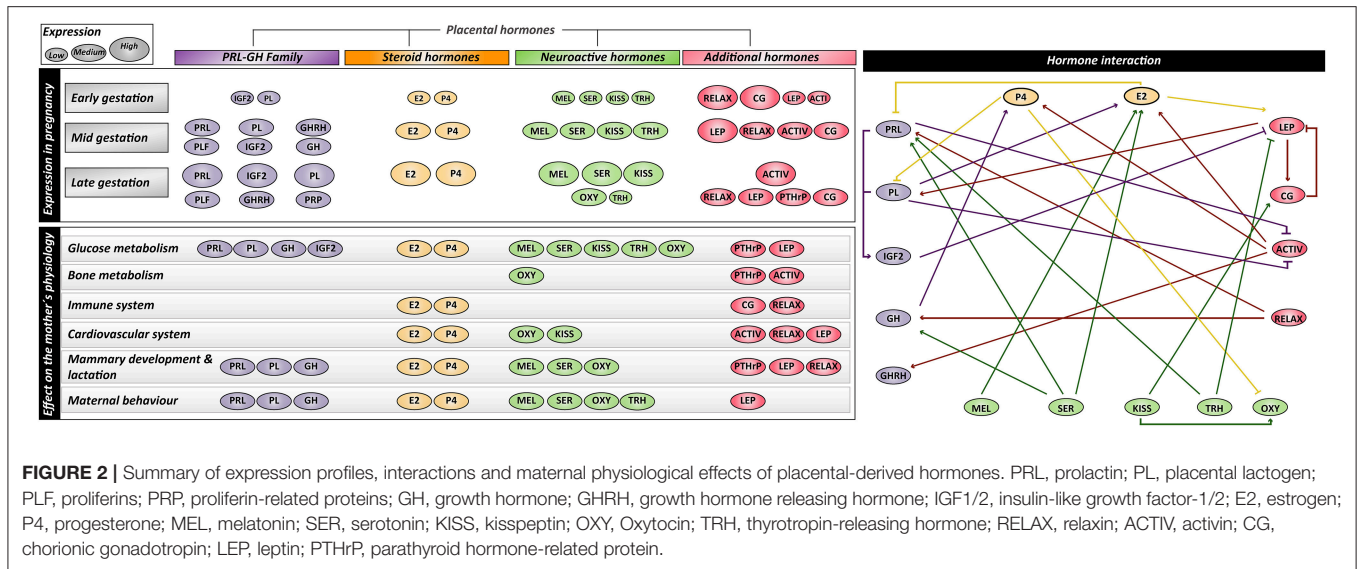 Expression
Low Medium High
Placental hormones
PRL-GH Family Steroid hormones Neuroactive hormones Additional hormones Hormone interaction
Expression in pregnancy
Early gestation IGF2 PL E2 P4 MEL SER KISS TRH RELAX CG LEP ACTI
Mid gestation PRL PL GHRH E2 P4 MEL SER KISS TRH LEP RELAX ACTIV CG
PLF IGF2 GH
Late gestation PRL IGF2 PL E2 P4 MEL SER KISS ACTIV
PLF GHRH PRP OXY TRH RELAX LEP PTHrP CG
Effect on the mother's physiology
Glucose metabolism PRL PL GH IGF2 E2 P4 MEL SER KISS TRH OXY PTHrP LEP
Bone metabolism OXY PTHrP ACTIV
Immune system E2 P4 CG RELAX
Cardiovascular system E2 P4 OXY KISS ACTIV RELAX LEP
Mammary development &
lactation PRL PL GH E2 P4 MEL SER OXY PTHrP LEP RELAX
Maternal behaviour PRL PL GH E2 P4 MEL SER OXY TRH LEP
P4 E2
PRL LEP
PL CG
IGF2 ACTIV
GH RELAX
GHRH
MEL SER KISS TRH OXY
FIGURE 2 | Summary of expression profiles, interactions and maternal physiological effects of placental-derived hormones. PRL, prolactin; PL, placental lactogen;
PLF, proliferins; PRP, proliferin-related proteins; GH, growth hormone; GHRH, growth hormone releasing hormone; IGF1/2, insulin-like growth factor-1/2; E2, estrogen;
P4, progesterone; MEL, melatonin; SER, serotonin; KISS, kisspeptin; OXY, Oxytocin; TRH, thyrotropin-releasing hormone; RELAX, relaxin; ACTIV, activin; CG,
chorionic gonadotropin; LEP, leptin; PTHrP, parathyroid hormone-related protein.